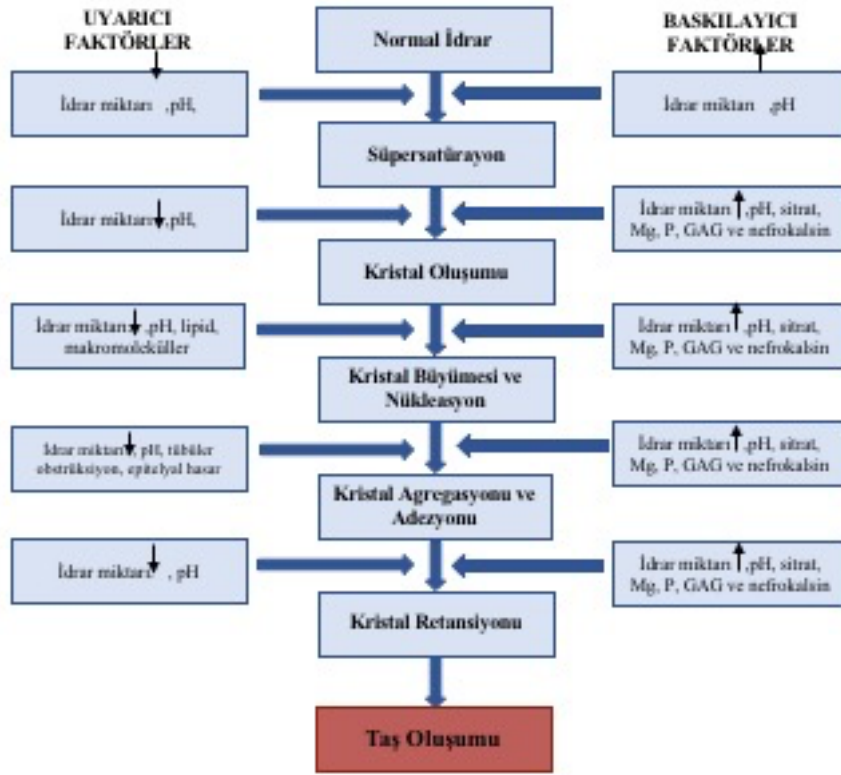 UYARICI
FAKTÖRLER
Normal İdrar
BASKILAYICI
FAKTÖRLER
İdrar miktarı ,pH,
İdrar miktarı ,pH
Süpersatürayon
İdrar miktarı ,pH,
İdrar miktarı ,pH, sitrat,
Mg, P, GAG ve nefrokalsin
Kristal Oluşumu
İdrar miktarı ,pH, lipid,
makromoleküller
İdrar miktarı ,pH, sitrat,
Mg, P, GAG ve nefrokalsin
Kristal Büyümesi ve
Nükleasyon
İdrar miktarı , pH, tübüler
obstrüksiyon, epitelyal hasar
İdrar miktarı ,pH, sitrat,
Mg, P, GAG ve nefrokalsin
Kristal Agregasyonu ve
Adezyonu
İdrar miktarı , pH
İdrar miktarı ,pH, sitrat,
Mg, P, GAG ve nefrokalsin
Kristal Retansiyonu
Taş Oluşumu